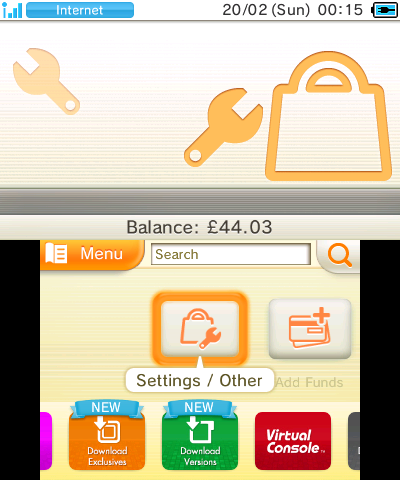 Internet
20/02 (Sun) 00:15
Balance: £44.03
Menu
Search
Settings / Other
Add Funds
NEW
NEW
Download
Exclusives
Download
Versions
Virtual
Console™